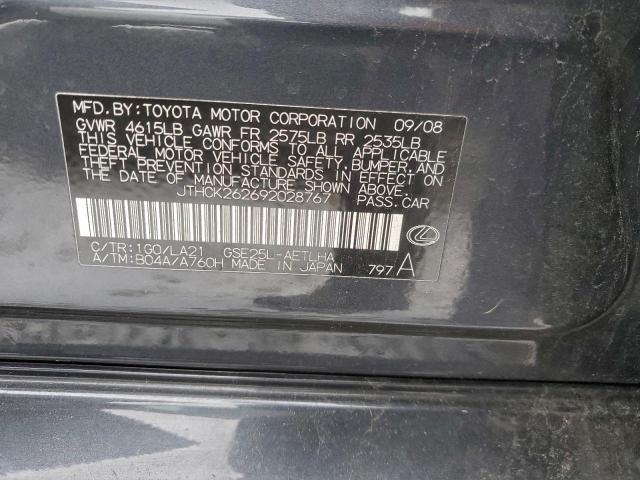 MFD. BY: TOYOTA MOTOR CORPORATION 09/08
GVWR 4615LB GAWR FR 2575LB RR 2535LB
THIS VEHICLE CONFORMS TO ALL APPLICABLE
FEDERAL MOTOR VEHICLE SAFETY, BUMPER, AND
THEFT PREVENTION STANDARDS IN EFFECT ON
THE DATE OF MANUFACTURE SHOWN ABOVE.
JTHCK262692028767 PASS.CAR
C/TR:1G0/LA21 GSE25L-AETLHA
A/TM:B04A/A760H MADE IN JAPAN 797 A